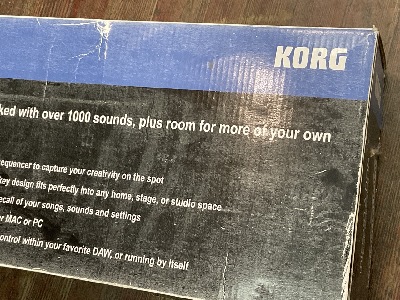 KORG
ked with over 1000 sounds, plus room for more of your own
equencer to capture your creativity on the spot
key design fits perfectly into any home, stage, or studio space
ecall of your songs, sounds and settings
r MAC or PC
control within your favorite DAW, or running by itself